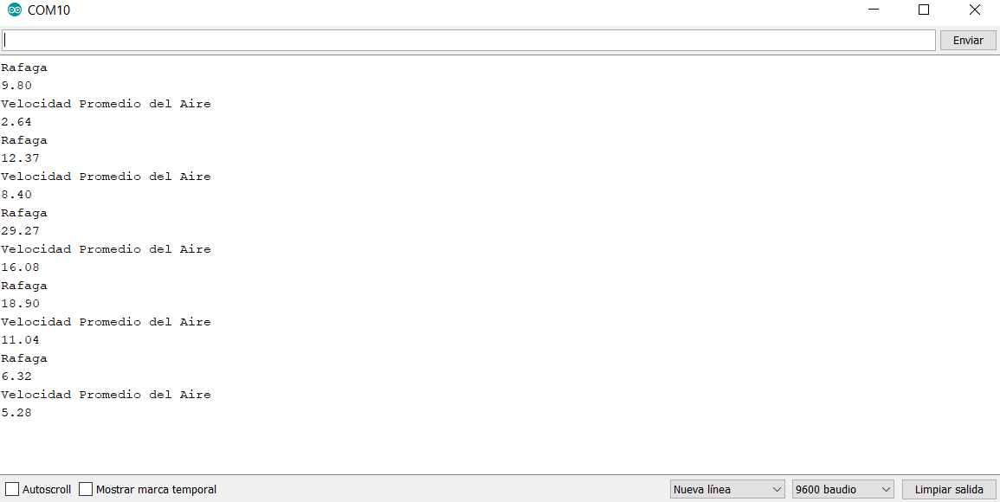 COM10
Enviar
Rafaga
9.80
Velocidad Promedio del Aire
2.64
Rafaga
12.37
Velocidad Promedio del Aire
8.40
Rafaga
29.27
Velocidad Promedio del Aire
16.08
Rafaga
18.90
Velocidad Promedio del Aire
11.04
Rafaga
6.32
Velocidad Promedio del Aire
5.28
Autoscroll Mostrar marca temporal Nueva línea 9600 baudio Limpiar salida